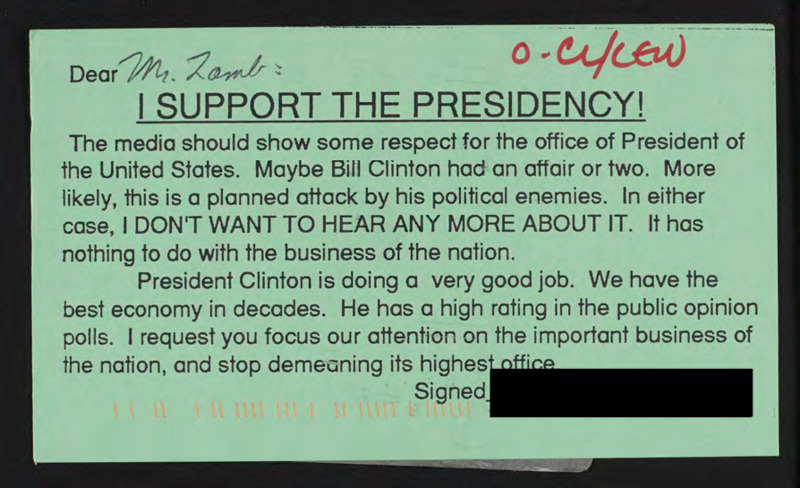 O-CL/LEW
Dear Mr. Lamb:
I SUPPORT THE PRESIDENCY!
The media should show some respect for the office of President of
the United States. Maybe Bill Clinton had an affair or two. More
likely, this is a planned attack by his political enemies. In either
case, I DON'T WANT TO HEAR ANY MORE ABOUT IT. It has
nothing to do with the business of the nation.
President Clinton is doing a very good job. We have the
best economy in decades. He has a high rating in the public opinion
polls. I request you focus our attention on the important business of
the nation, and stop demeaning its highest office
Signed